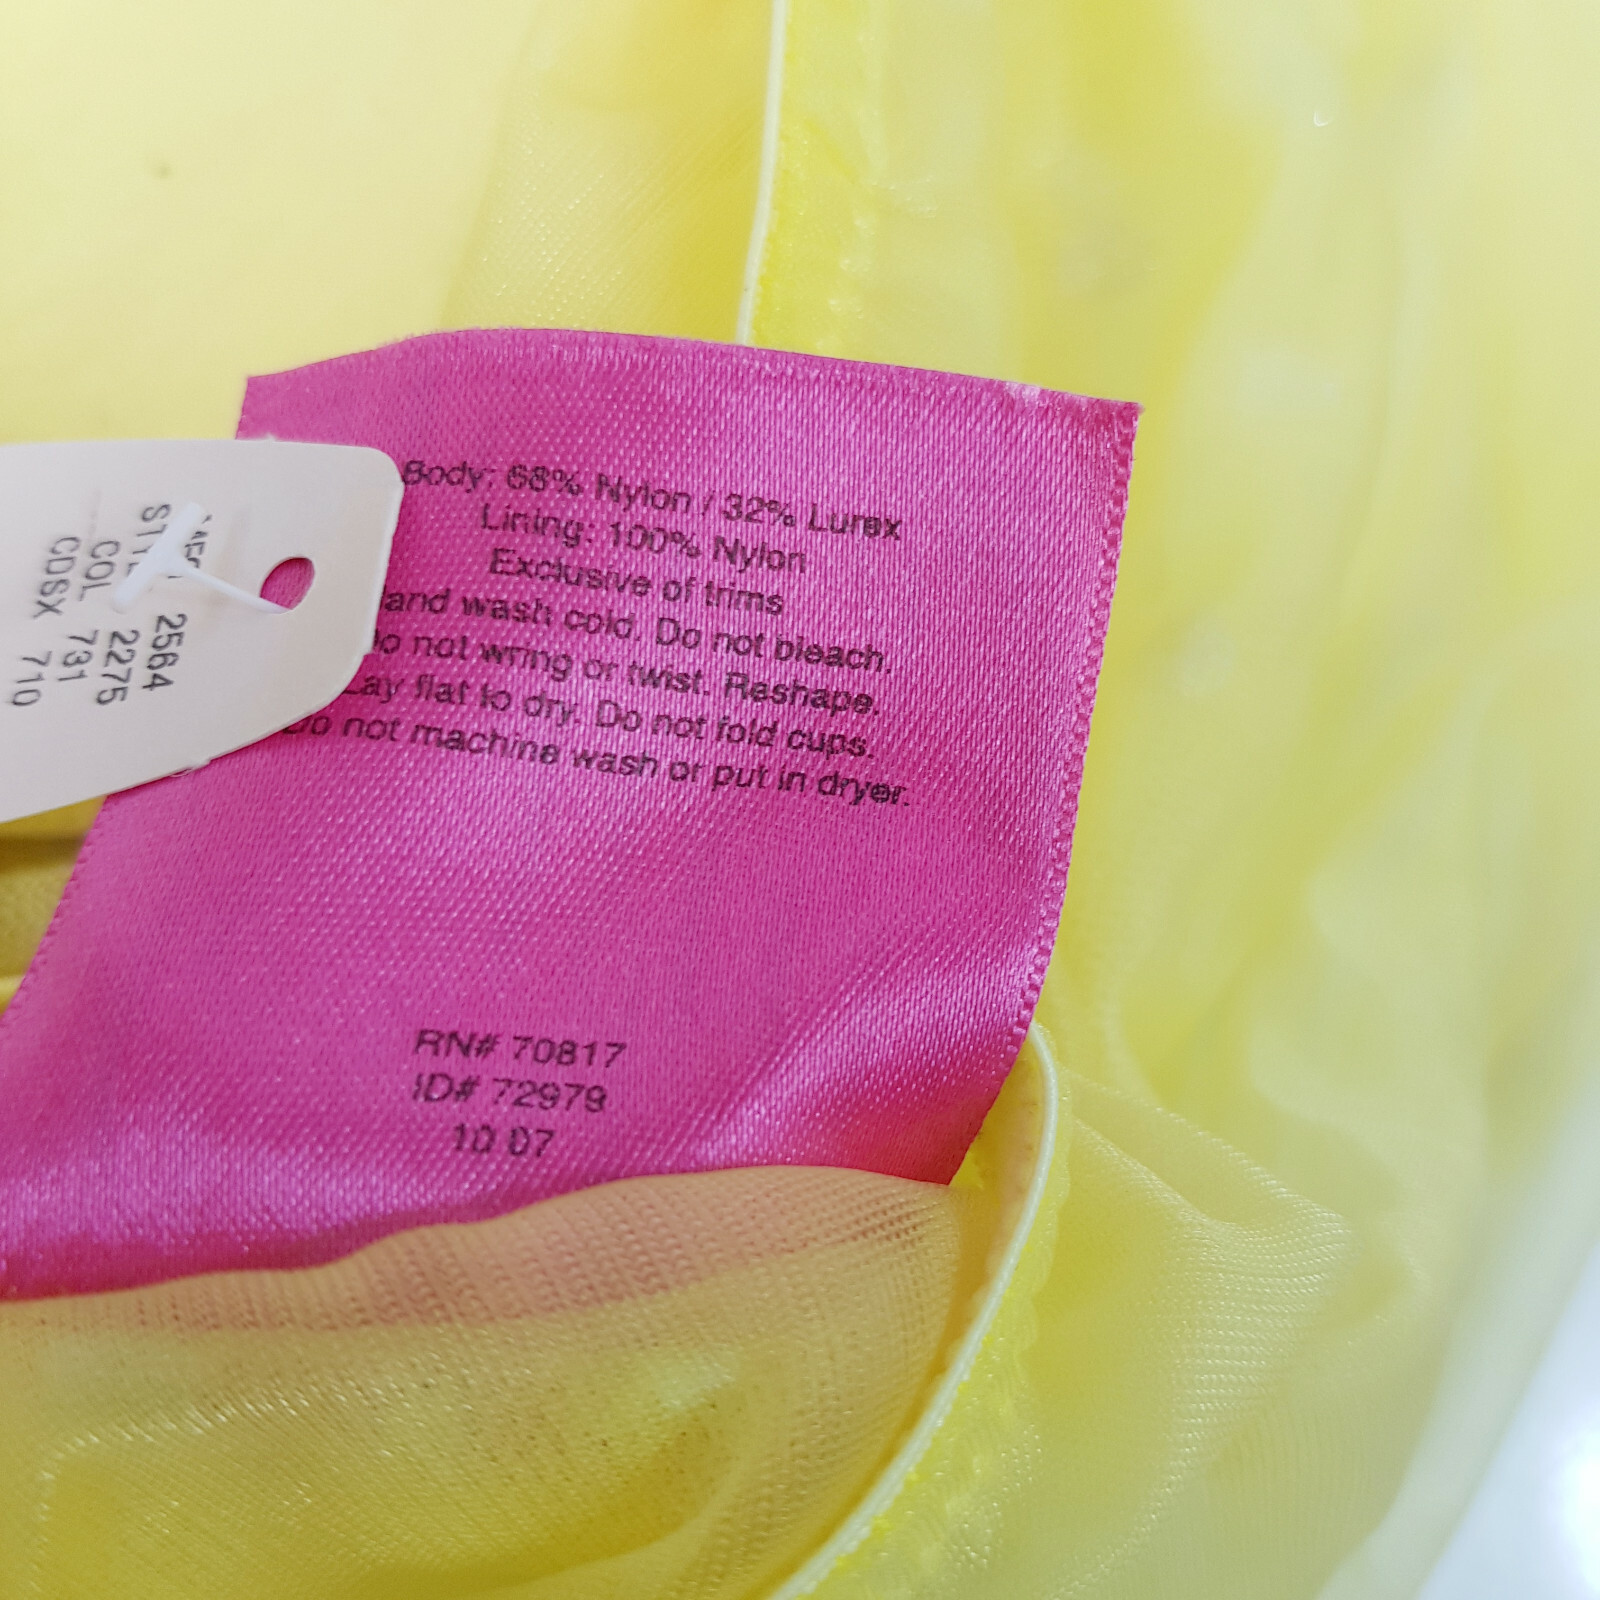 Body: 68% Nylon / 32% Lurex
Lining: 100% Nylon
Exclusive of trims
and wash cold. Do not bleach.
o not wring or twist. Reshape.
Lay flat to dry. Do not fold cups.
Do not machine wash or put in dryer.
RN# 70817
ID# 72979
10 07
2564
2275
COL 731
CDSX 710